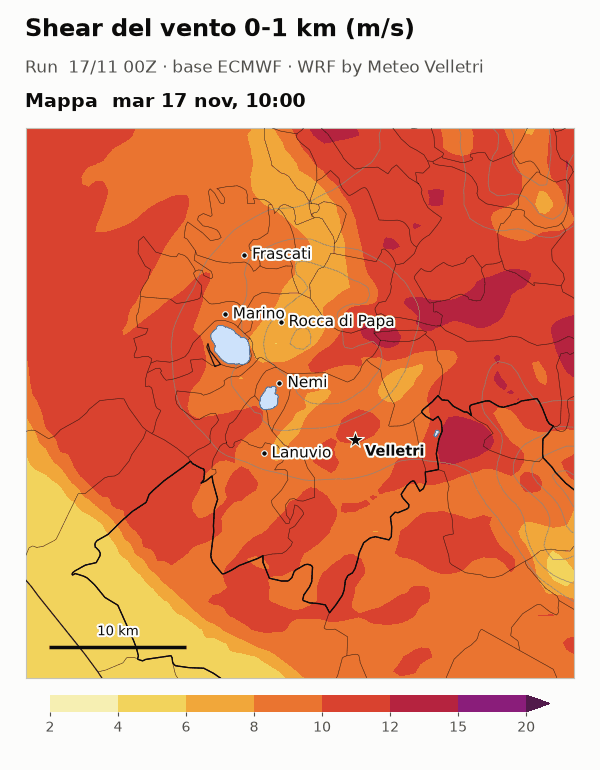 Shear del vento 0-1 km (m/s)
Run  17/11 00Z · base ECMWF · WRF by Meteo Velletri
Mappa  mar 17 nov, 10:00
Frascati
Marino
Rocca di Papa
Nemi
Lanuvio
Velletri
10 km
2 4 6 8 10 12 15 20